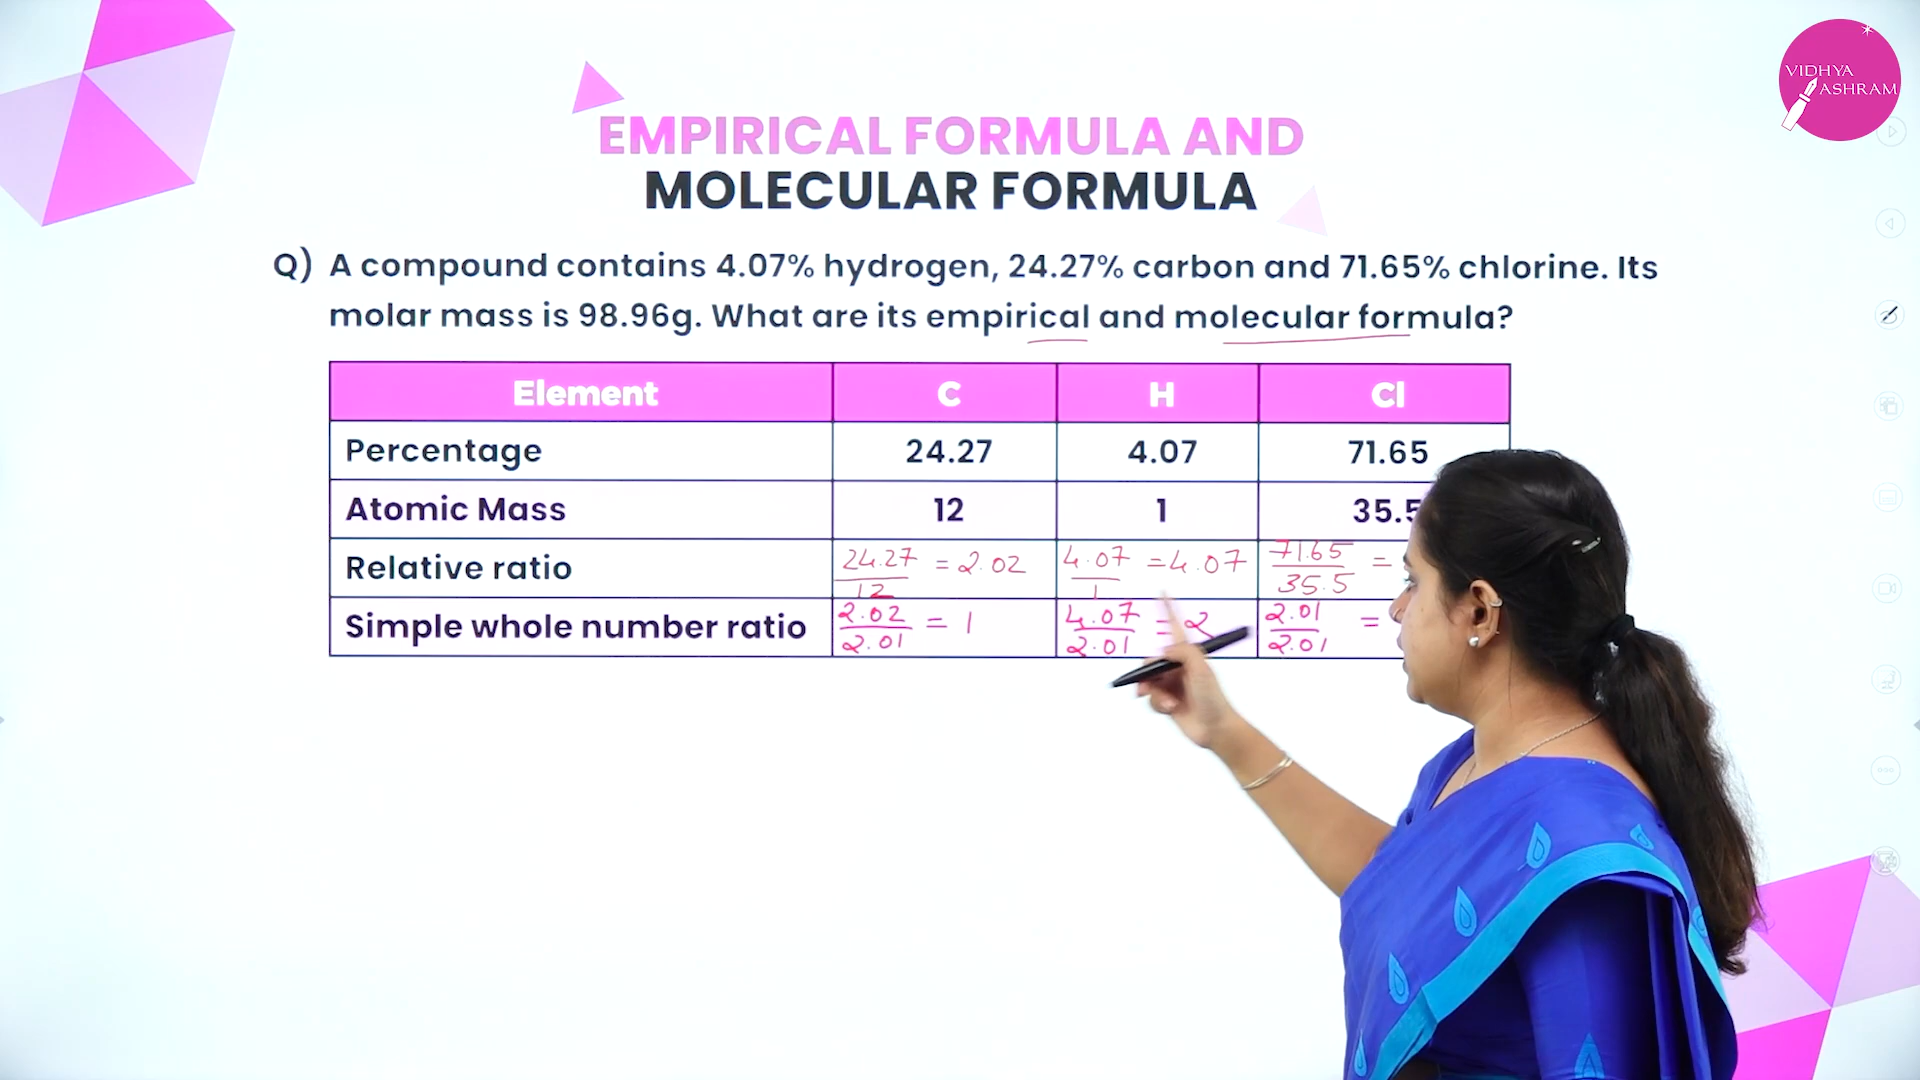 VIDHYA
ASHRAM
EMPIRICAL FORMULA AND
MOLECULAR FORMULA
Q) A compound contains 4.07% hydrogen, 24.27% carbon and 71.65% chlorine. Its
molar mass is 98.96g. What are its empirical and molecular formula?
Element C H Cl
Percentage 24.27 4.07 71.65
Atomic Mass 12 1 35.5
Relative ratio 24.27/12 = 2.02 4.07/1 = 4.07 71.65/35.5 =
Simple whole number ratio 2.02/2.01 = 1 4.07/2.01 = 2 2.01/2.01 =